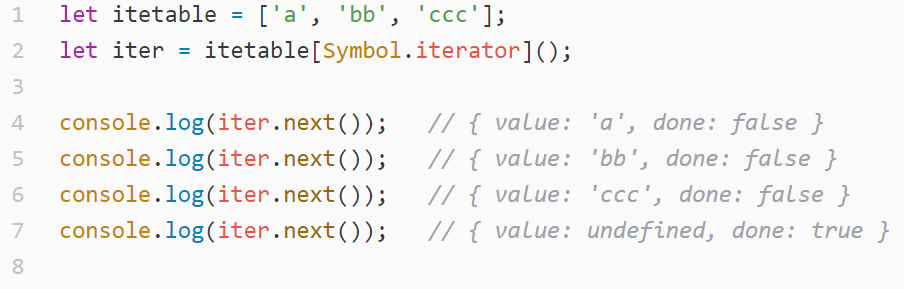 1 let itetable = ['a', 'bb', 'ccc'];
2 let iter = itetable[Symbol.iterator]();
3
4 console.log(iter.next());   // { value: 'a', done: false }
5 console.log(iter.next());   // { value: 'bb', done: false }
6 console.log(iter.next());   // { value: 'ccc', done: false }
7 console.log(iter.next());   // { value: undefined, done: true }
8